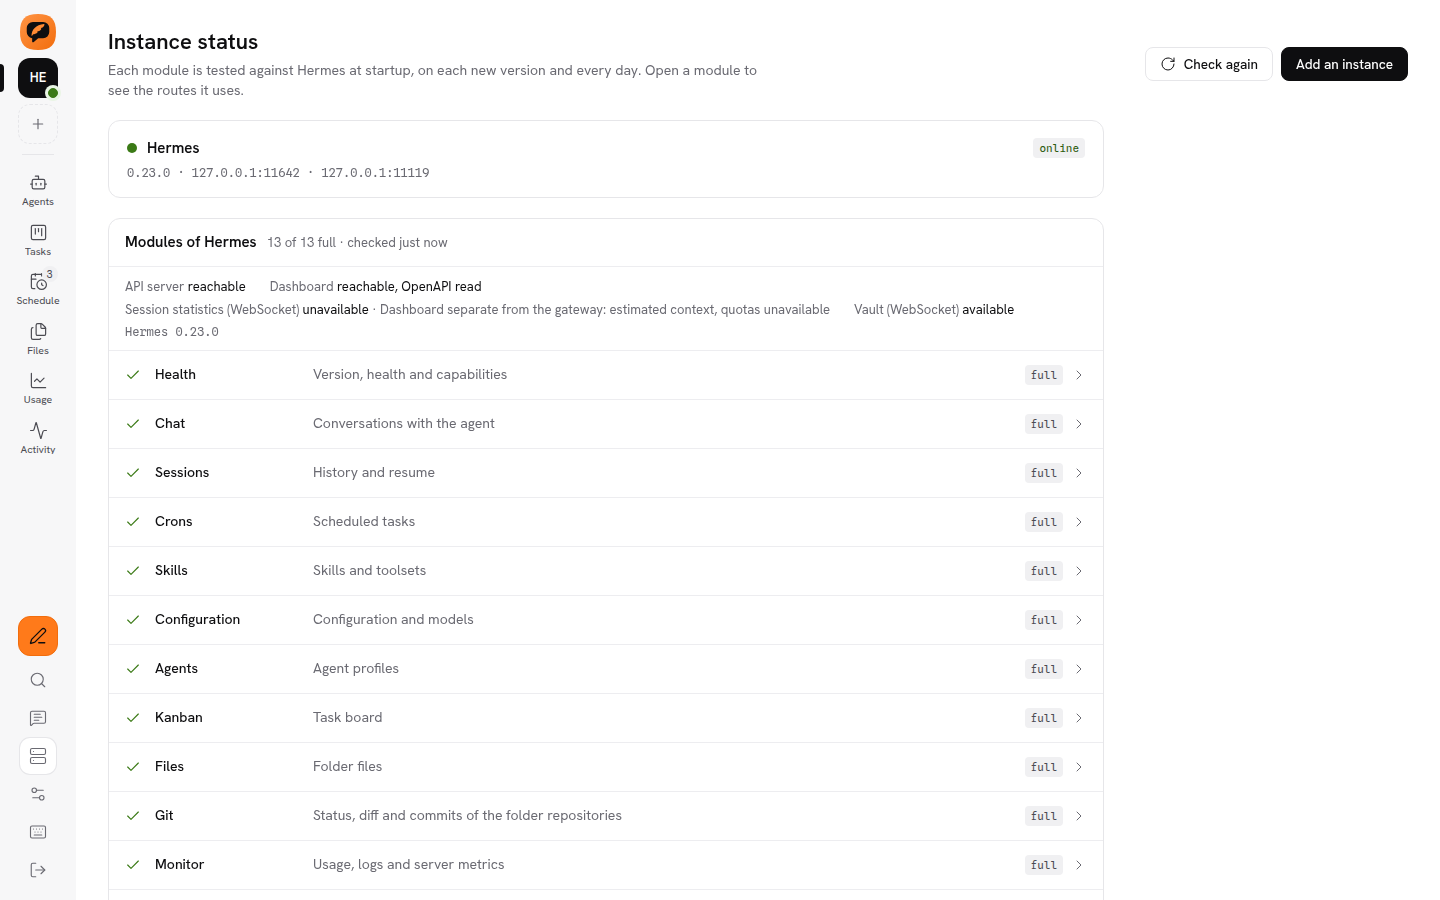 Instance status
Each module is tested against Hermes at startup, on each new version and every day. Open a module to
see the routes it uses.
Check again
Add an instance
HE
Agents
Tasks
3
Schedule
Files
Usage
Activity
Hermes
online
0.23.0 · 127.0.0.1:11642 · 127.0.0.1:11119
Modules of Hermes 13 of 13 full · checked just now
API server reachable Dashboard reachable, OpenAPI read
Session statistics (WebSocket) unavailable · Dashboard separate from the gateway: estimated context, quotas unavailable Vault (WebSocket) available
Hermes 0.23.0
Health Version, health and capabilities full
Chat Conversations with the agent full
Sessions History and resume full
Crons Scheduled tasks full
Skills Skills and toolsets full
Configuration Configuration and models full
Agents Agent profiles full
Kanban Task board full
Files Folder files full
Git Status, diff and commits of the folder repositories full
Monitor Usage, logs and server metrics full